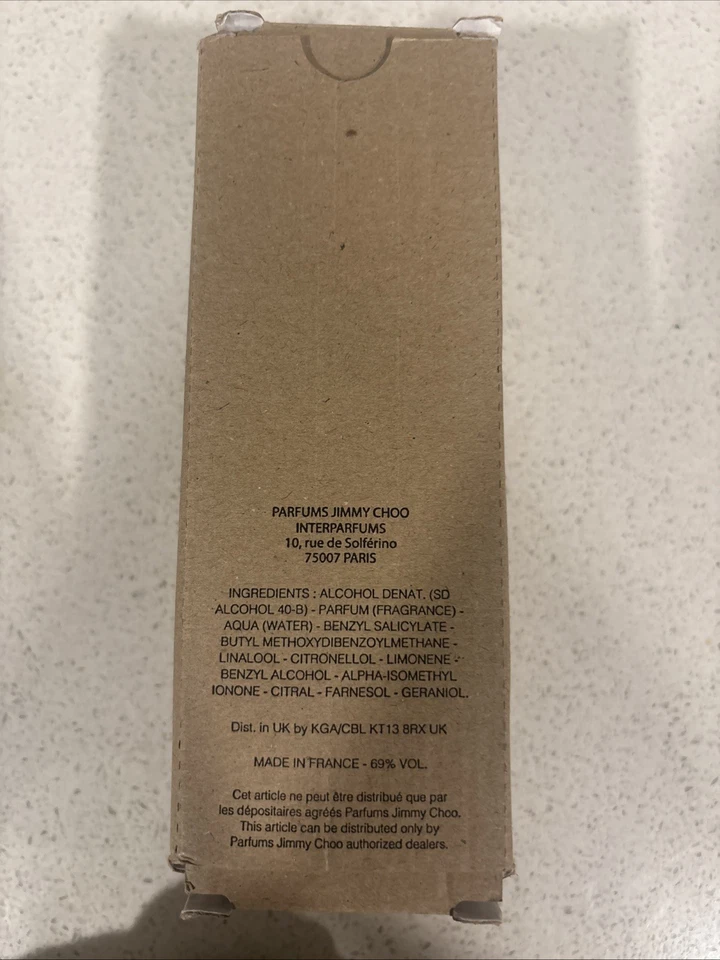 PARFUMS JIMMY CHOO
INTERPARFUMS
10, rue de Solférino
75007 PARIS
INGREDIENTS : ALCOHOL DENAT. (SD
ALCOHOL 40-B) - PARFUM (FRAGRANCE) -
AQUA (WATER) - BENZYL SALICYLATE -
BUTYL METHOXYDIBENZOYLMETHANE -
LINALOOL - CITRONELLOL - LIMONENE -
BENZYL ALCOHOL - ALPHA-ISOMETHYL
IONONE - CITRAL - FARNESOL - GERANIOL.
Dist. in UK by KGA/CBL KT13 8RX UK
MADE IN FRANCE - 69% VOL.
Cet article ne peut être distribué que par
les dépositaires agréés Parfums Jimmy Choo.
This article can be distributed only by
Parfums Jimmy Choo authorized dealers.